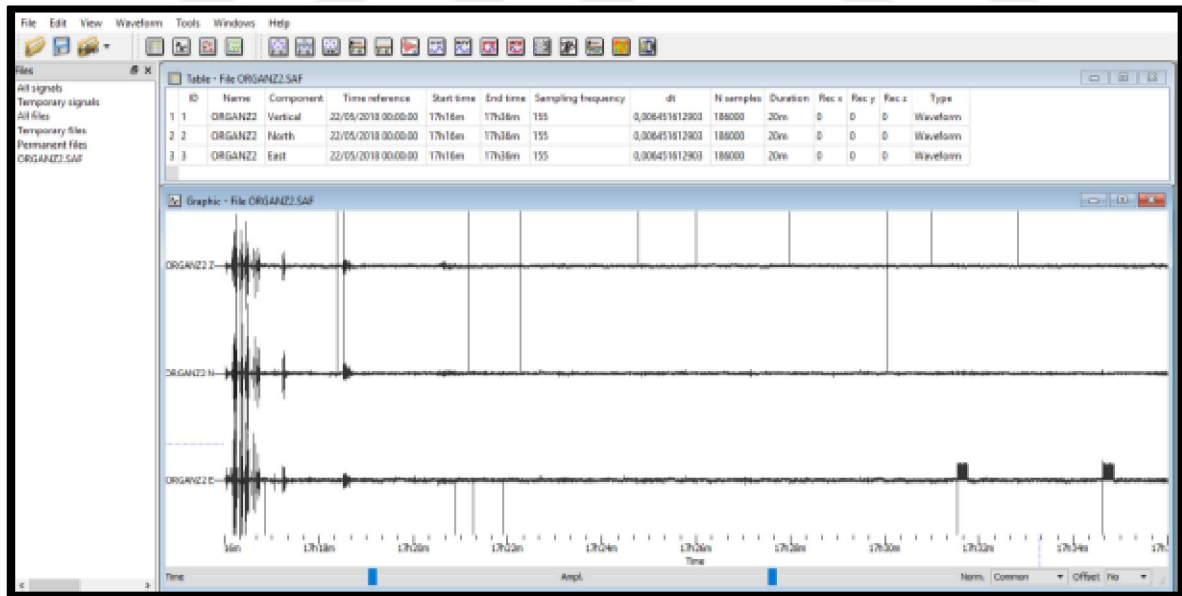 File Edit View Waveform Tools Windows Help
Files
All signals
Temporary signals
All files
Temporary files
Permanent files
ORGANZ2.SAF
Table - File ORGANZ2.SAF
ID Name Component Time reference Start time End time Sampling frequency dt N samples Duration Rec x Rec y Rec z Type
1 1 ORGANZ2 Vertical 22/05/2018 00:00:00 17h16m 17h36m 155 0,006451612903 186000 20m 0 0 0 Waveform
2 2 ORGANZ2 North 22/05/2018 00:00:00 17h16m 17h36m 155 0,006451612903 186000 20m 0 0 0 Waveform
3 3 ORGANZ2 East 22/05/2018 00:00:00 17h16m 17h36m 155 0,006451612903 186000 20m 0 0 0 Waveform
Graphic - File ORGANZ2.SAF
ORGANZ2 Z
ORGANZ2 N
ORGANZ2 E
16m 17h18m 17h20m 17h22m 17h24m 17h26m 17h28m 17h30m 17h32m 17h34m 17h
Time
Time Ampl. Norm. Common Offset No